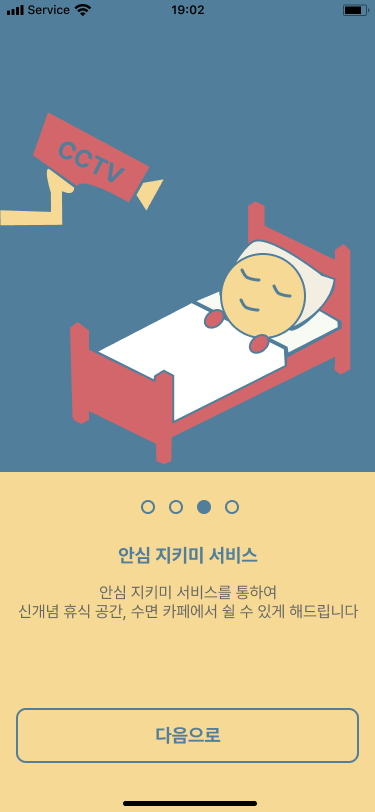 Service 19:02
CCTV
안심 지키미 서비스
안심 지키미 서비스를 통하여
신개념 휴식 공간, 수면 카페에서 쉴 수 있게 해드립니다
다음으로